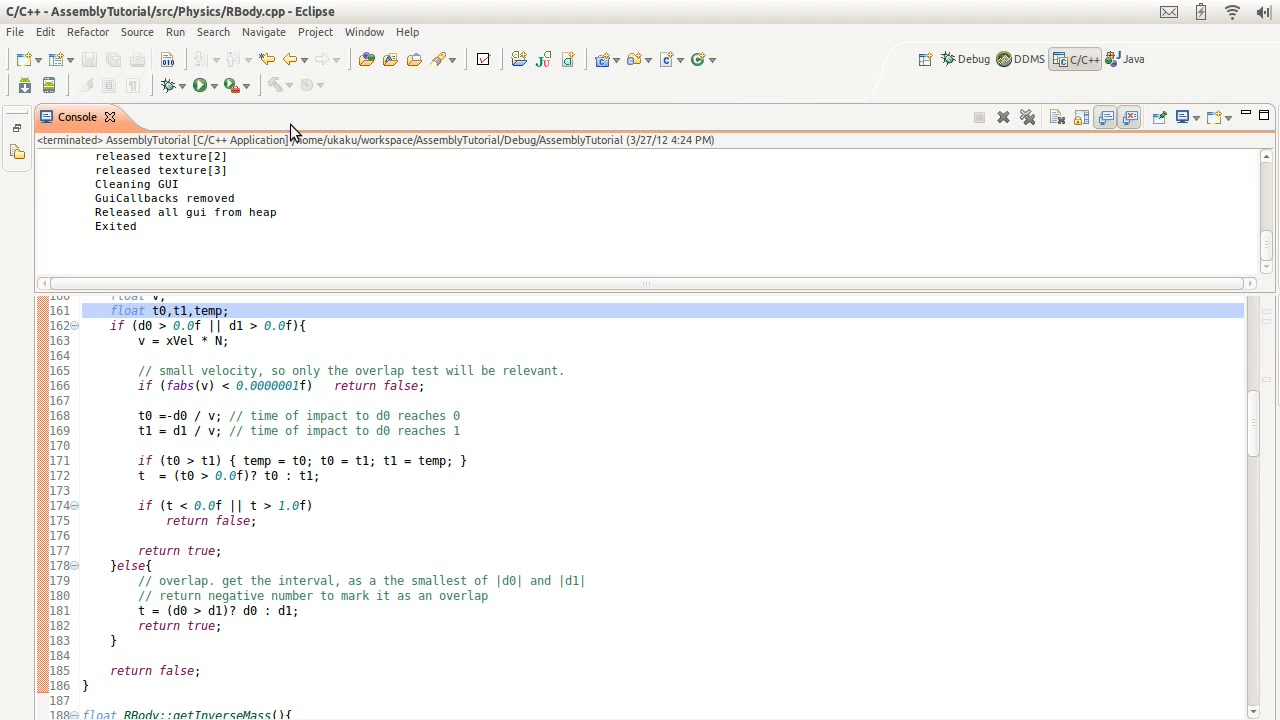 C/C++ - AssemblyTutorial/src/Physics/RBody.cpp - Eclipse
File Edit Refactor Source Run Search Navigate Project Window Help
Debug DDMS C/C++ Java
Console
<terminated> AssemblyTutorial [C/C++ Application] /home/ukaku/workspace/AssemblyTutorial/Debug/AssemblyTutorial (3/27/12 4:24 PM)
released texture[2]
released texture[3]
Cleaning GUI
GuiCallbacks removed
Released all gui from heap
Exited
160 float v;
161 float t0,t1,temp;
162 if (d0 > 0.0f || d1 > 0.0f){
163 v = xVel * N;
164
165 // small velocity, so only the overlap test will be relevant.
166 if (fabs(v) < 0.0000001f) return false;
167
168 t0 =-d0 / v; // time of impact to d0 reaches 0
169 t1 = d1 / v; // time of impact to d0 reaches 1
170
171 if (t0 > t1) { temp = t0; t0 = t1; t1 = temp; }
172 t = (t0 > 0.0f)? t0 : t1;
173
174 if (t < 0.0f || t > 1.0f)
175 return false;
176
177 return true;
178 }else{
179 // overlap. get the interval, as a the smallest of |d0| and |d1|
180 // return negative number to mark it as an overlap
181 t = (d0 > d1)? d0 : d1;
182 return true;
183 }
184
185 return false;
186 }
187
188 float RBody::getInverseMass(){